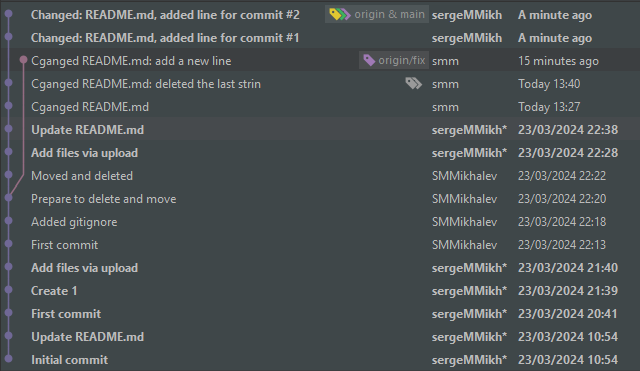 Changed: README.md, added line for commit #2 origin & main sergeMMikh A minute ago
Changed: README.md, added line for commit #1 sergeMMikh A minute ago
Cganged README.md: add a new line origin/fix smm 15 minutes ago
Cganged README.md: deleted the last strin smm Today 13:40
Cganged README.md smm Today 13:27
Update README.md sergeMMikh* 23/03/2024 22:38
Add files via upload sergeMMikh* 23/03/2024 22:28
Moved and deleted SMMikhalev 23/03/2024 22:22
Prepare to delete and move SMMikhalev 23/03/2024 22:20
Added gitignore SMMikhalev 23/03/2024 22:18
First commit SMMikhalev 23/03/2024 22:13
Add files via upload sergeMMikh* 23/03/2024 21:40
Create 1 sergeMMikh* 23/03/2024 21:39
First commit sergeMMikh* 23/03/2024 20:41
Update README.md sergeMMikh* 23/03/2024 10:54
Initial commit sergeMMikh* 23/03/2024 10:54